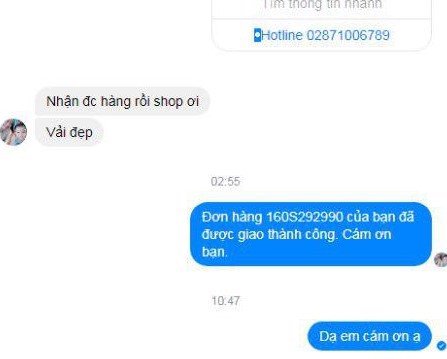 Tìm thông tin nhanh
Hotline 02871006789
Nhận đc hàng rồi shop ơi
Vải đẹp
02:55
Đơn hàng 160S292990 của bạn đã
được giao thành công. Cám ơn
bạn.
10:47
Dạ em cám ơn ạ